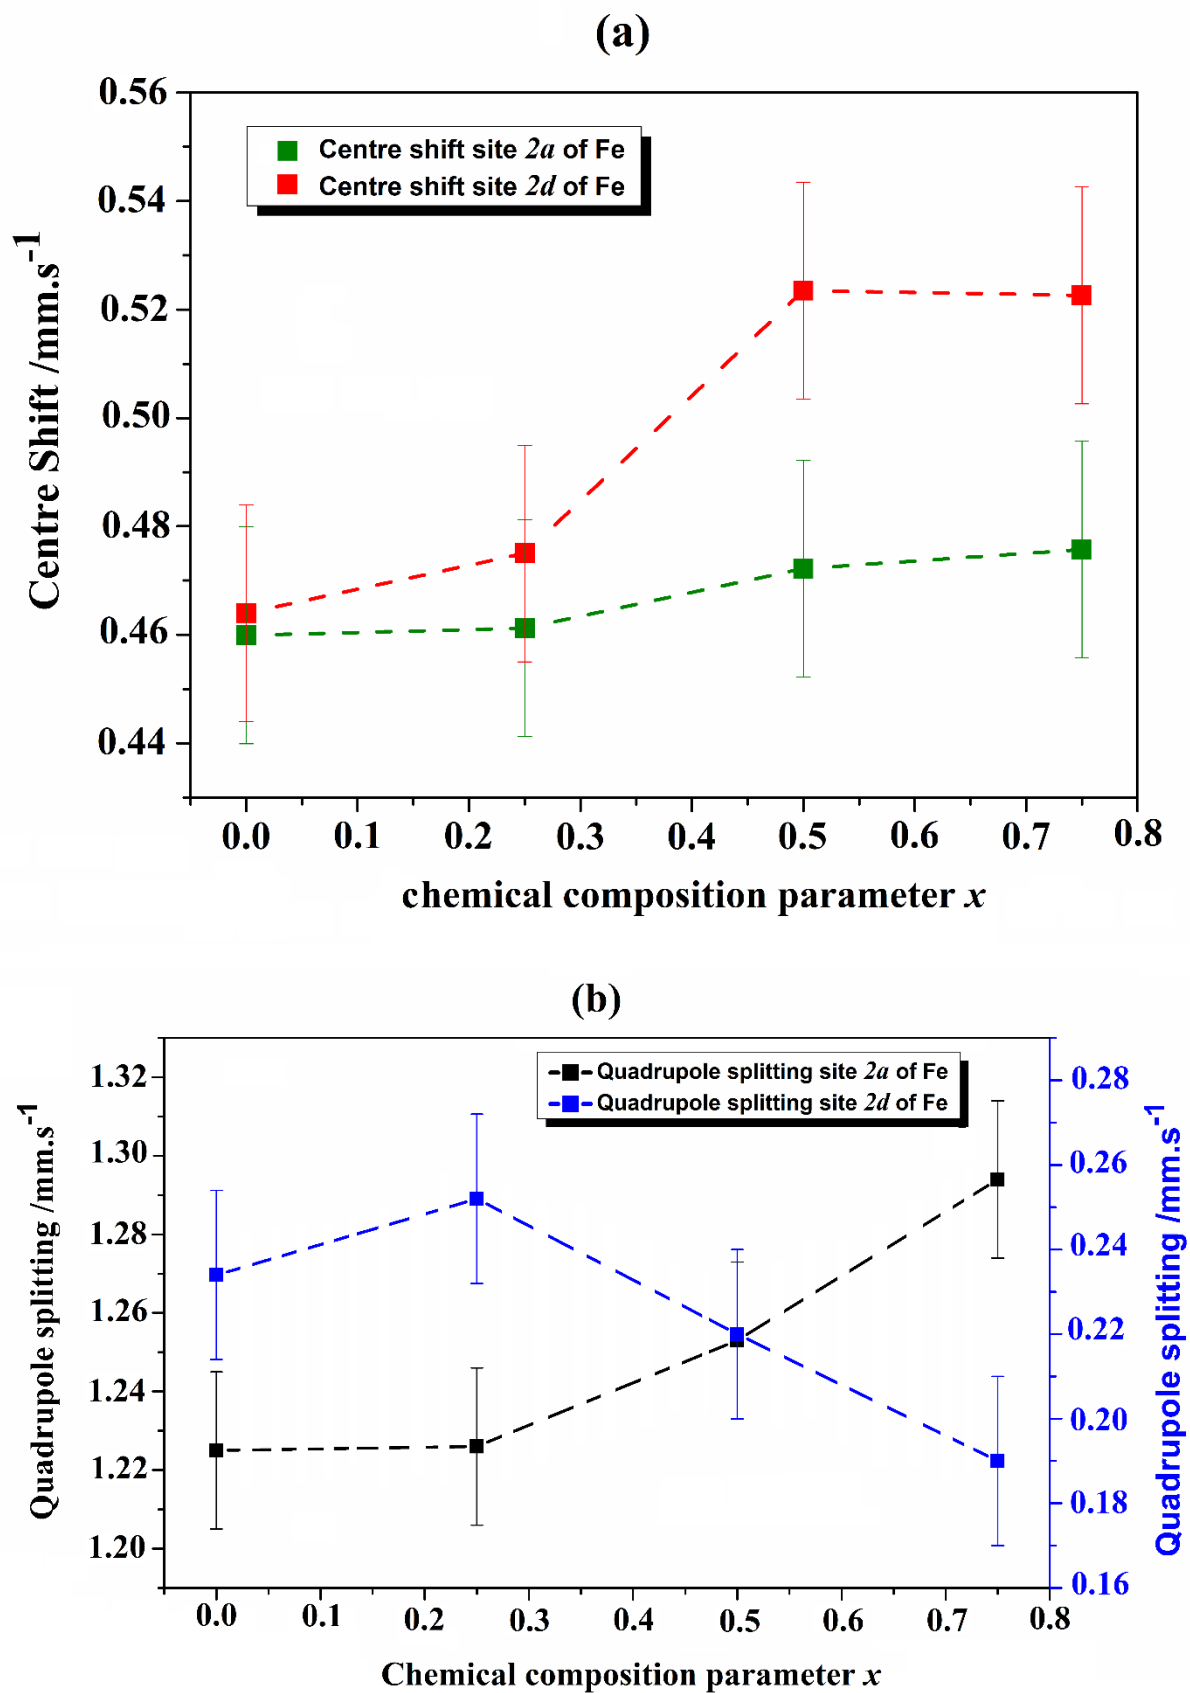 (a)
0.56
0.54
0.52
0.50
0.48
0.46
0.44
Centre Shift /mm.s-1
Centre shift site 2a of Fe
Centre shift site 2d of Fe
0.0 0.1 0.2 0.3 0.4 0.5 0.6 0.7 0.8
chemical composition parameter x
(b)
1.32
1.30
1.28
1.26
1.24
1.22
1.20
Quadrupole splitting /mm.s-1
Quadrupole splitting site 2a of Fe
Quadrupole splitting site 2d of Fe
0.28
0.26
0.24
0.22
0.20
0.18
0.16
Quadrupole splitting /mm.s-1
0.0 0.1 0.2 0.3 0.4 0.5 0.6 0.7 0.8
Chemical composition parameter x